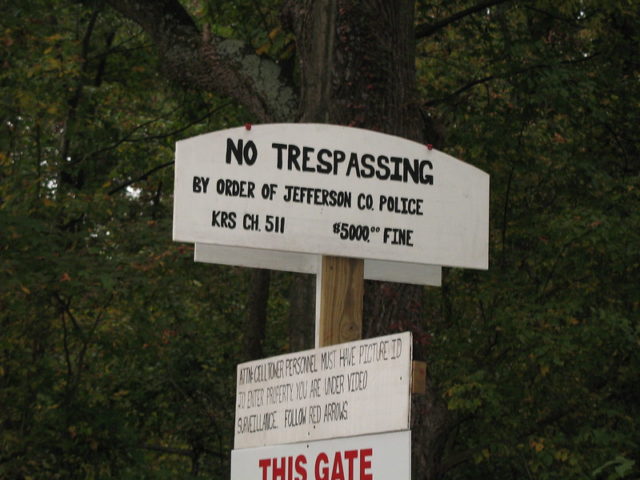 NO TRESPASSING
BY ORDER OF JEFFERSON CO. POLICE
KRS CH. 511 $5000.00 FINE
ATTN: CELL TOWER PERSONNEL MUST HAVE PICTURE ID
TO ENTER PROPERTY. YOU ARE UNDER VIDEO
SURVEILLANCE. FOLLOW RED ARROWS
THIS GATE